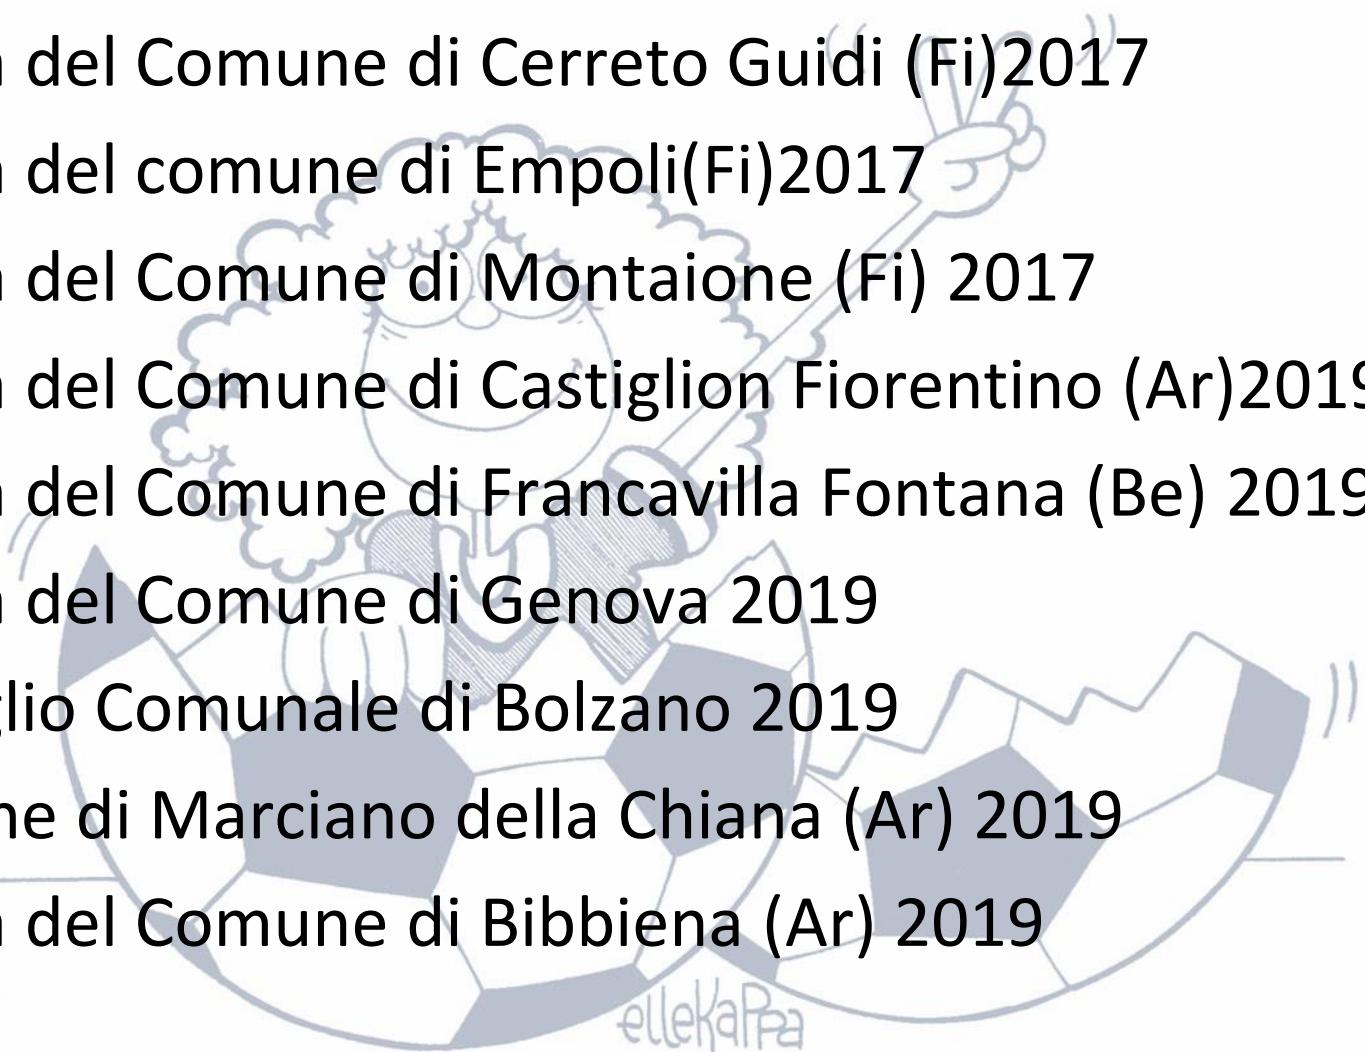 a del Comune di Cerreto Guidi (Fi)2017
a del comune di Empoli(Fi)2017
a del Comune di Montaione (Fi) 2017
a del Comune di Castiglion Fiorentino (Ar)2019
a del Comune di Francavilla Fontana (Be) 2019
a del Comune di Genova 2019
glio Comunale di Bolzano 2019
ne di Marciano della Chiana (Ar) 2019
a del Comune di Bibbiena (Ar) 2019
elleKaPPa